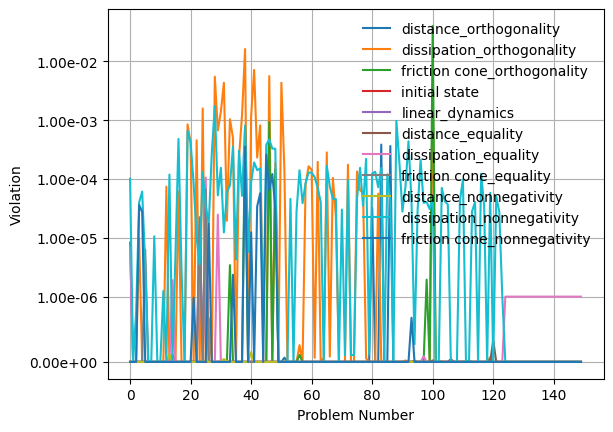 distance_orthogonality
dissipation_orthogonality
friction cone_orthogonality
initial state
linear_dynamics
distance_equality
dissipation_equality
friction cone_equality
distance_nonnegativity
dissipation_nonnegativity
friction cone_nonnegativity
1.00e-02
1.00e-03
1.00e-04
1.00e-05
1.00e-06
0.00e+00
Violation
0 20 40 60 80 100 120 140
Problem Number